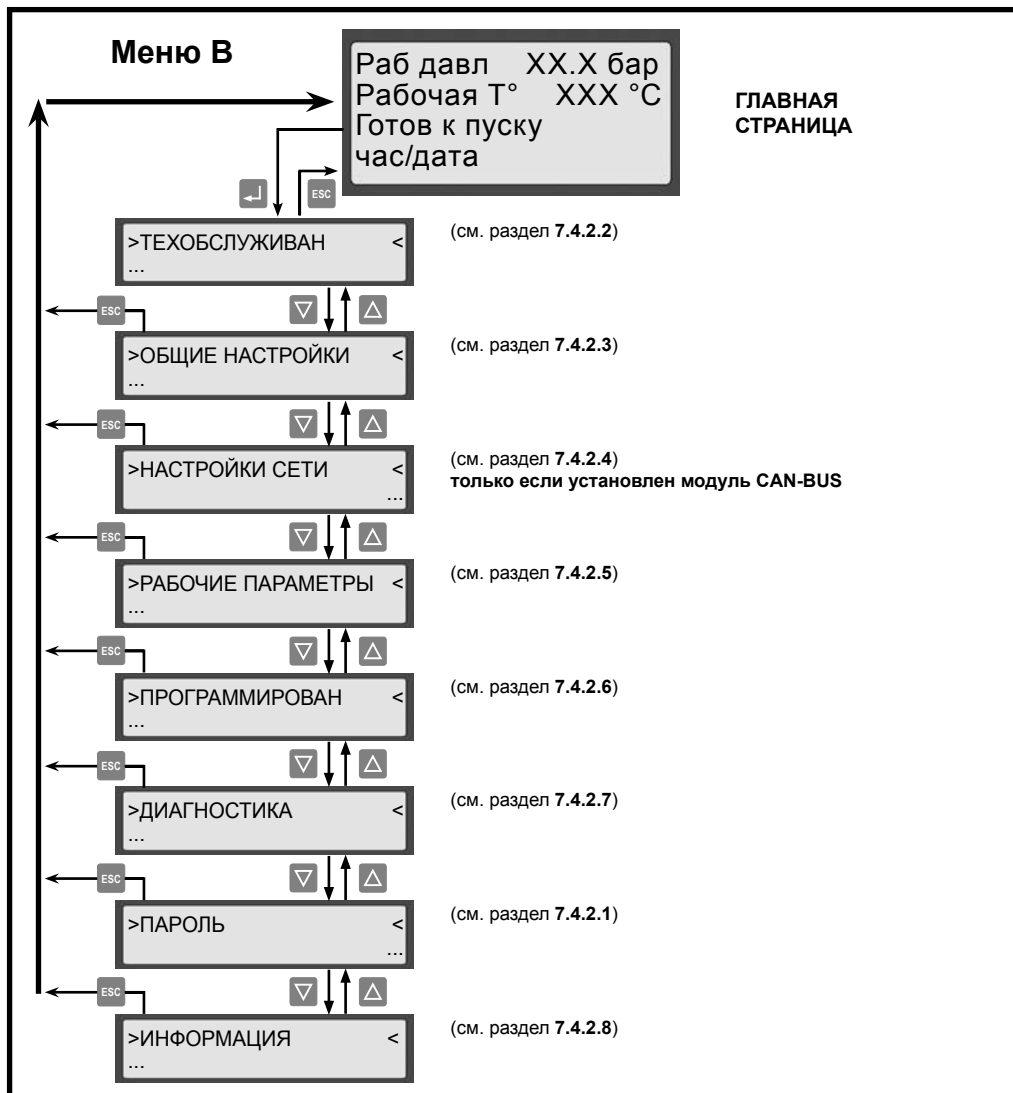 Меню В
Раб давл XX.X бар
Рабочая Т° XXX °C
Готов к пуску
час/дата
ГЛАВНАЯ
СТРАНИЦА
ESC
>ТЕХОБСЛУЖИВАН <
...
(см. раздел 7.4.2.2)
ESC
>ОБЩИЕ НАСТРОЙКИ <
...
(см. раздел 7.4.2.3)
ESC
>НАСТРОЙКИ СЕТИ <
...
(см. раздел 7.4.2.4)
только если установлен модуль CAN-BUS
ESC
>РАБОЧИЕ ПАРАМЕТРЫ <
...
(см. раздел 7.4.2.5)
ESC
>ПРОГРАММИРОВАН <
...
(см. раздел 7.4.2.6)
ESC
>ДИАГНОСТИКА <
...
(см. раздел 7.4.2.7)
ESC
>ПАРОЛЬ <
...
(см. раздел 7.4.2.1)
ESC
>ИНФОРМАЦИЯ <
...
(см. раздел 7.4.2.8)